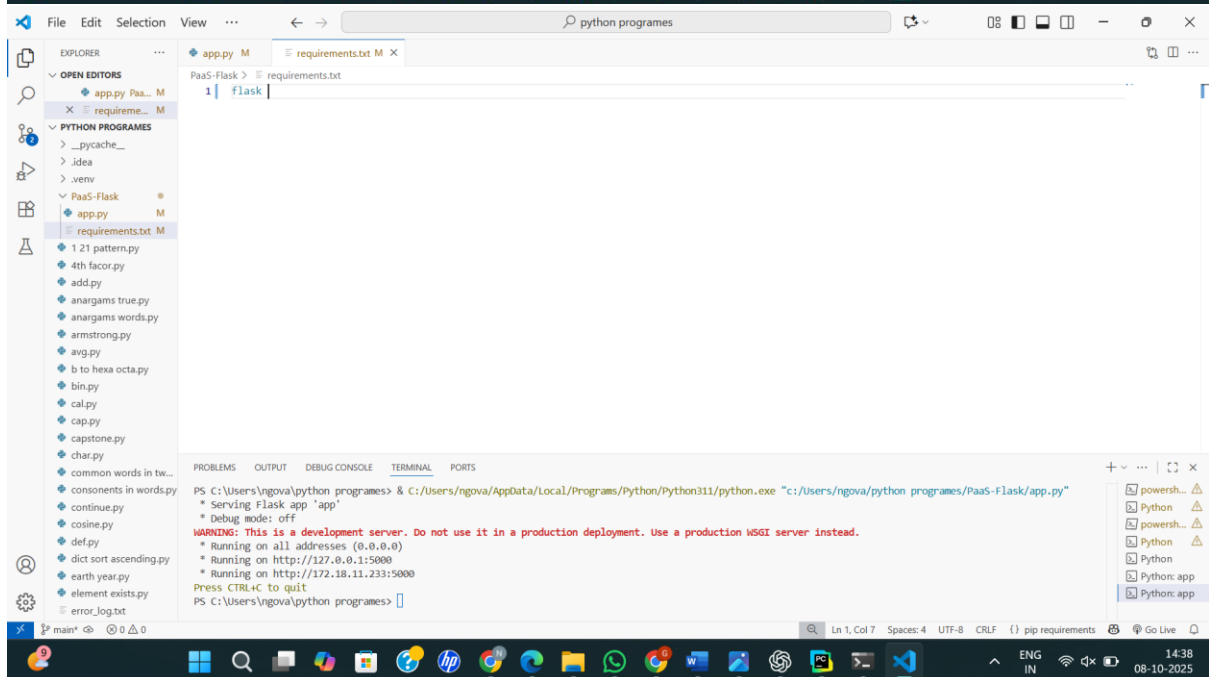 File Edit Selection View ··· python programes
EXPLORER ···
OPEN EDITORS
app.py Paa... M
requireme... M
PYTHON PROGRAMES
__pycache__
.idea
.venv
PaaS-Flask
app.py M
requirements.txt M
1 21 pattern.py
4th facor.py
add.py
anargams true.py
anargams words.py
armstrong.py
avg.py
b to hexa octa.py
bin.py
cal.py
cap.py
capstone.py
char.py
common words in tw...
consonents in words.py
continue.py
cosine.py
def.py
dict sort ascending.py
earth year.py
element exists.py
error_log.txt
app.py M requirements.txt M
PaaS-Flask > requirements.txt
1 flask
PROBLEMS OUTPUT DEBUG CONSOLE TERMINAL PORTS
PS C:\Users\ngova\python programes> & C:/Users/ngova/AppData/Local/Programs/Python/Python311/python.exe "c:/Users/ngova/python programes/PaaS-Flask/app.py"
* Serving Flask app 'app'
* Debug mode: off
WARNING: This is a development server. Do not use it in a production deployment. Use a production WSGI server instead.
* Running on all addresses (0.0.0.0)
* Running on http://127.0.0.1:5000
* Running on http://172.18.11.233:5000
Press CTRL+C to quit
PS C:\Users\ngova\python programes>
powersh...
Python
powersh...
Python
Python
Python: app
Python: app
main* 0 0 Ln 1, Col 7 Spaces: 4 UTF-8 CRLF {} pip requirements Go Live
2
9
hp
N
G
W
PC
ENG
IN
14:38
08-10-2025